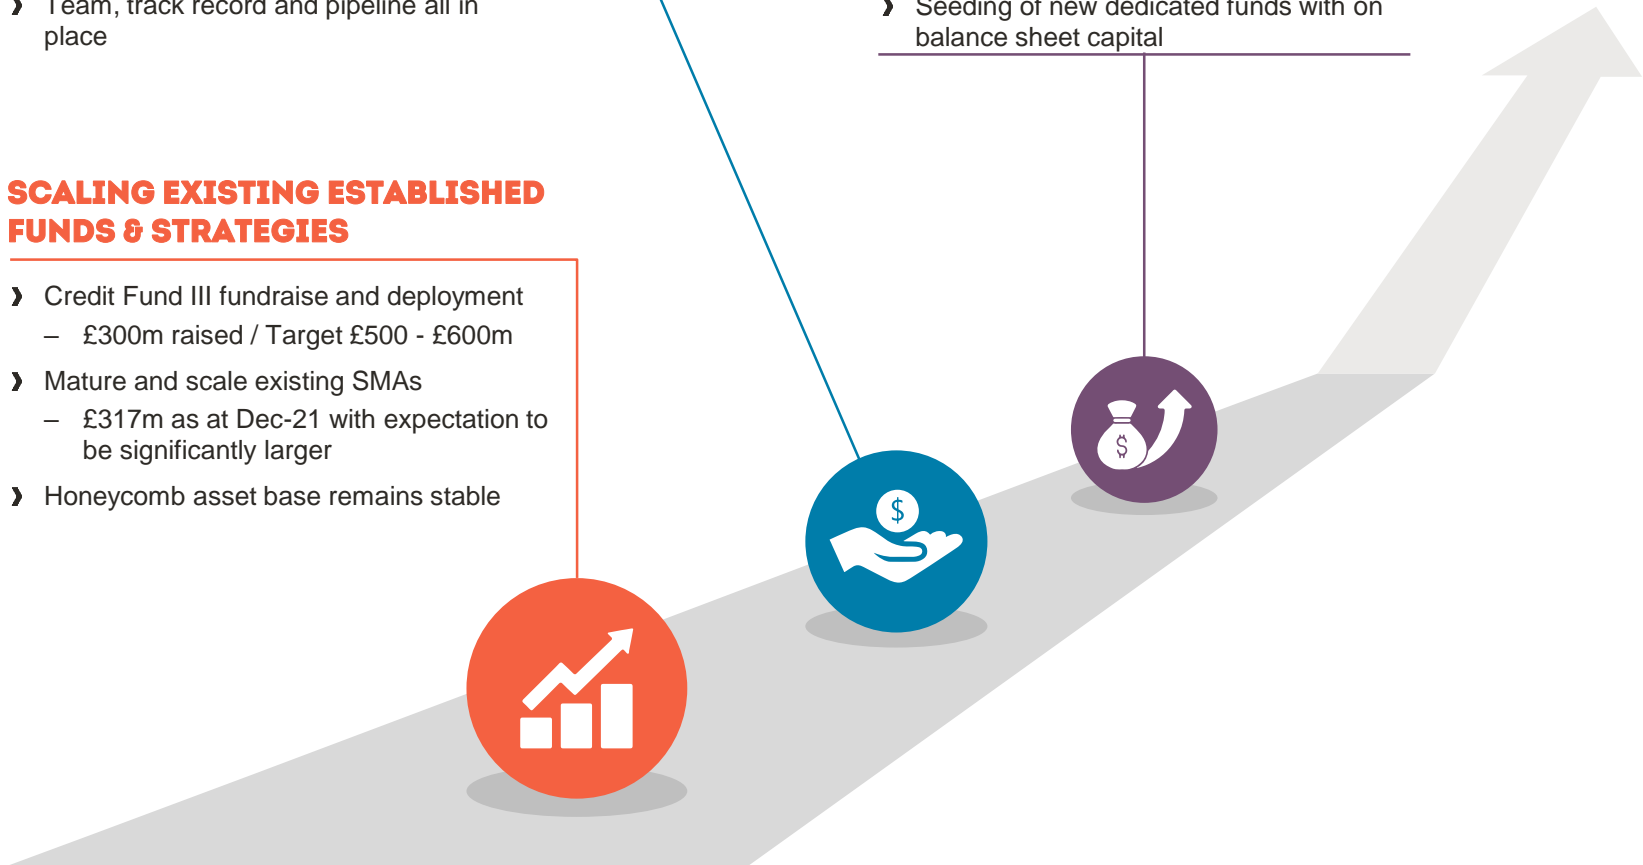 ❱ Team, track record and pipeline all in
place
❱ Seeding of new dedicated funds with on
balance sheet capital
SCALING EXISTING ESTABLISHED
FUNDS & STRATEGIES
❱ Credit Fund III fundraise and deployment
– £300m raised / Target £500 - £600m
❱ Mature and scale existing SMAs
– £317m as at Dec-21 with expectation to
be significantly larger
❱ Honeycomb asset base remains stable
$
$